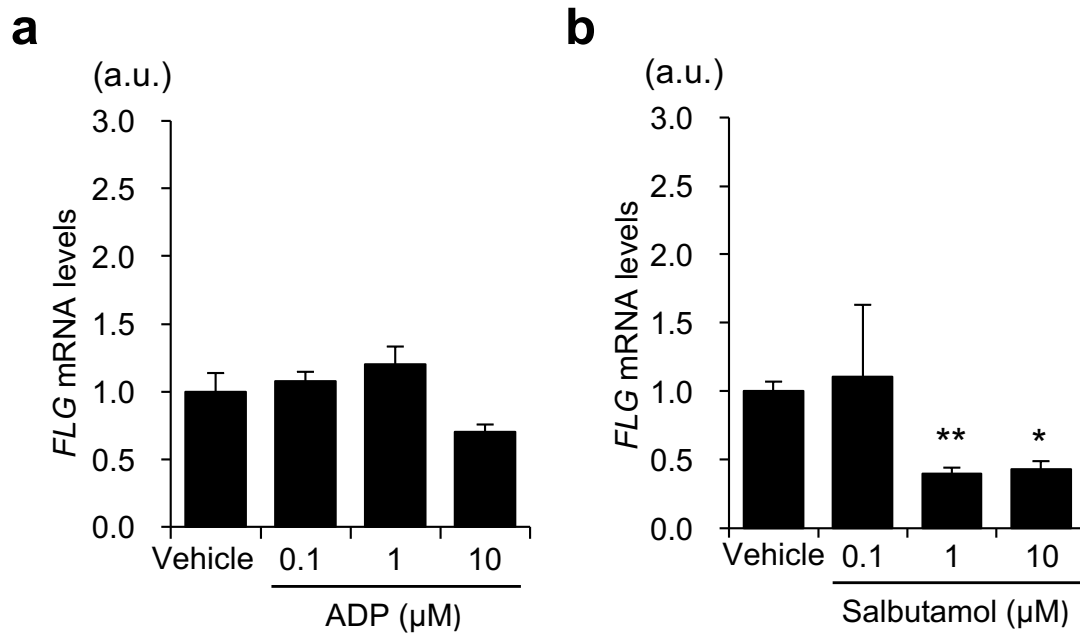 a
(a.u.)
FLG mRNA levels
3.0
2.5
2.0
1.5
1.0
0.5
0.0
Vehicle 0.1 1 10
ADP (µM)
b
(a.u.)
FLG mRNA levels
3.0
2.5
2.0
1.5
1.0
0.5
0.0
** *
Vehicle 0.1 1 10
Salbutamol (µM)